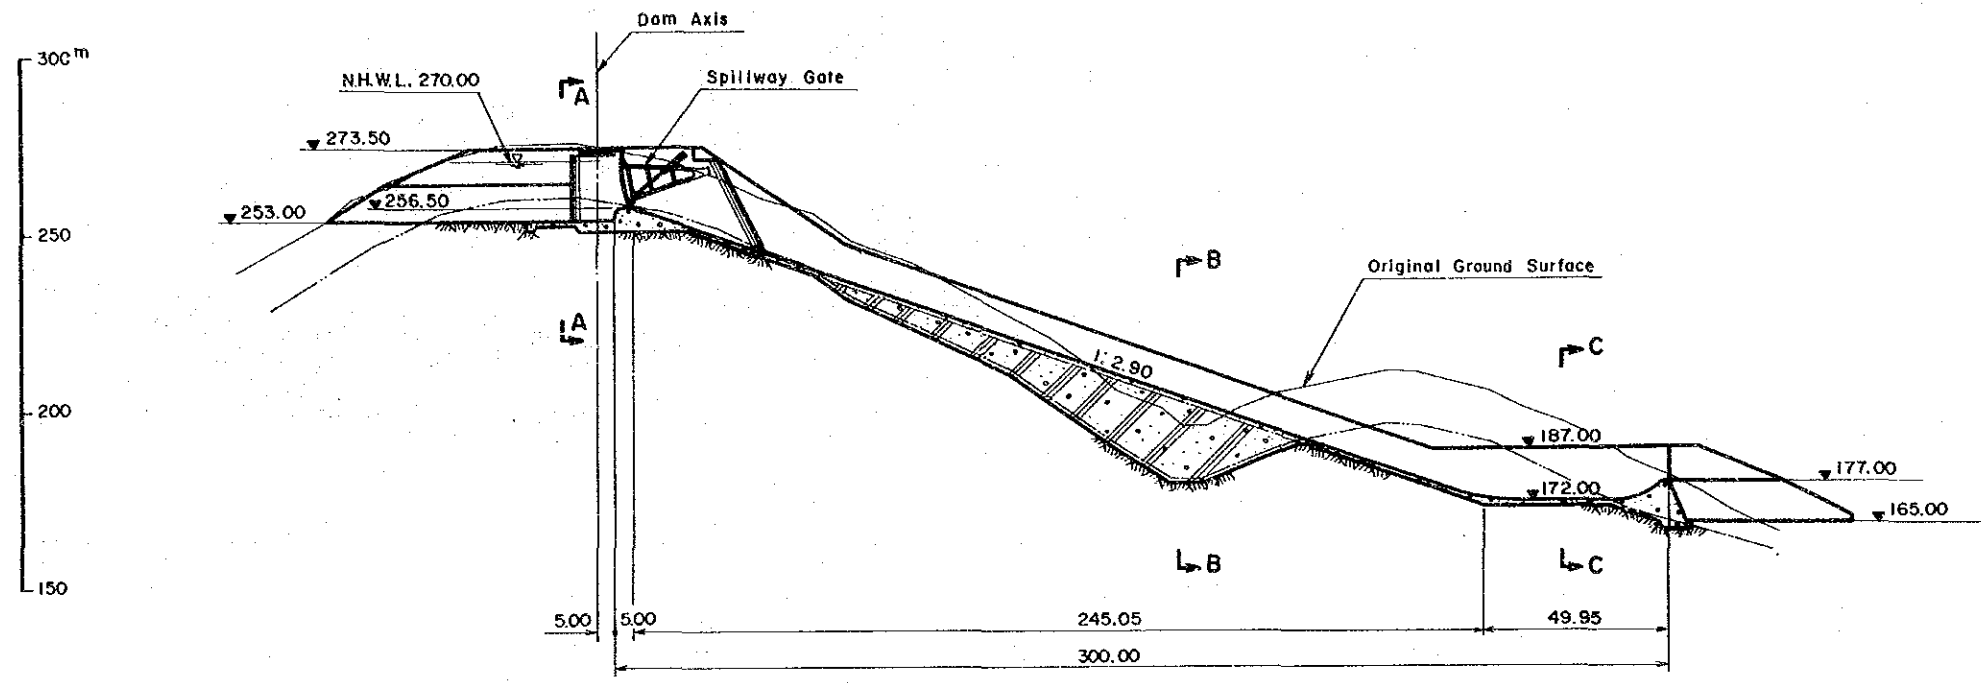 Dam Axis
300 m
N.H.W.L. 270.00
A
Spillway Gate
273.50
256.50
253.00
250
B
Original Ground Surface
A
C
1:2.90
200
187.00
177.00
172.00
165.00
150
B
C
5.00
5.00
245.05
49.95
300.00